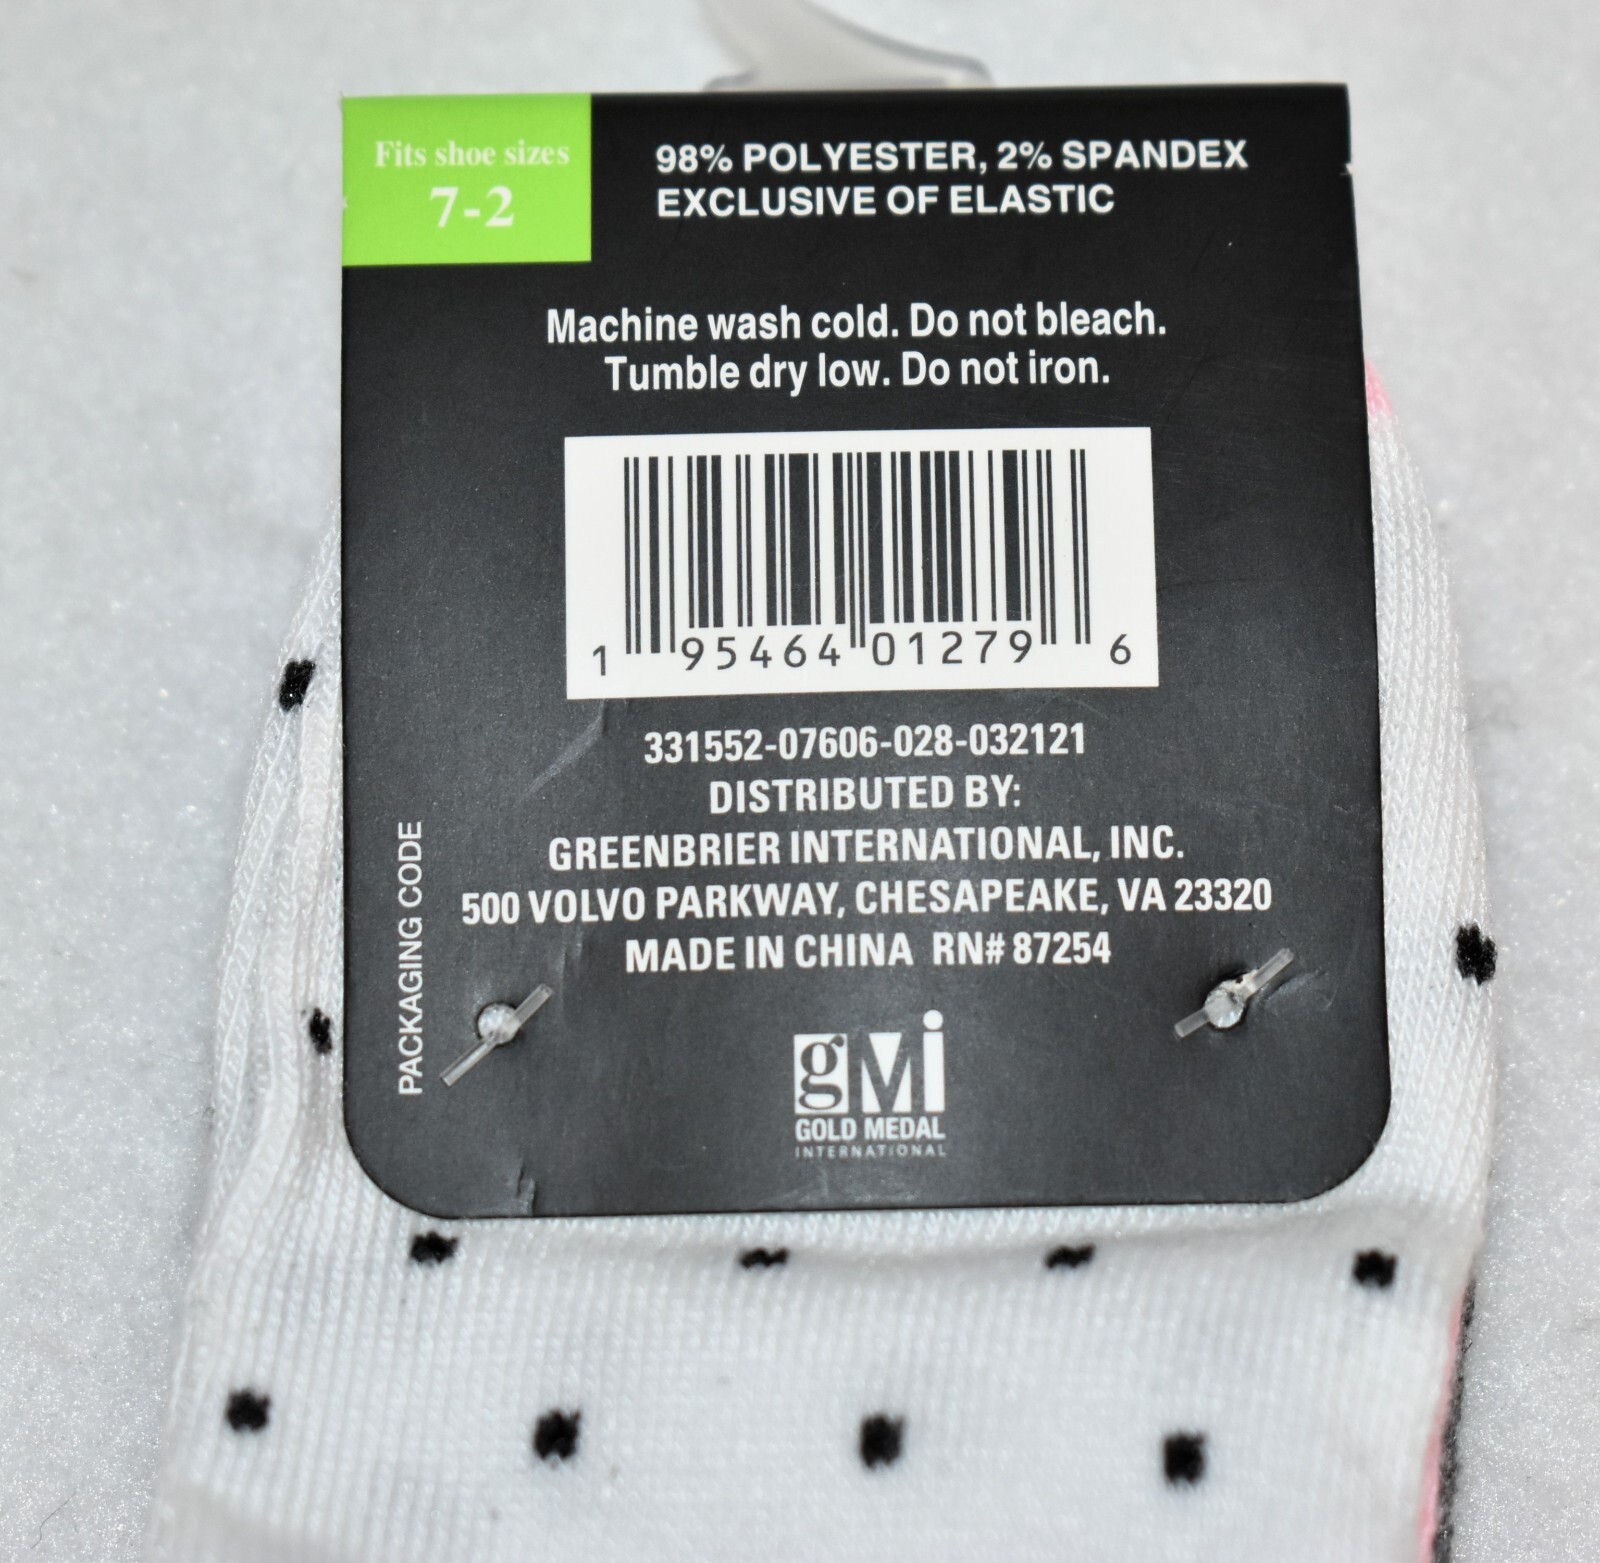 Fits shoe sizes
7-2
98% POLYESTER, 2% SPANDEX
EXCLUSIVE OF ELASTIC
Machine wash cold. Do not bleach.
Tumble dry low. Do not iron.
1 95464 01279 6
331552-07606-028-032121
DISTRIBUTED BY:
GREENBRIER INTERNATIONAL, INC.
500 VOLVO PARKWAY, CHESAPEAKE, VA 23320
MADE IN CHINA RN# 87254
PACKAGING CODE
gMi
GOLD MEDAL
INTERNATIONAL